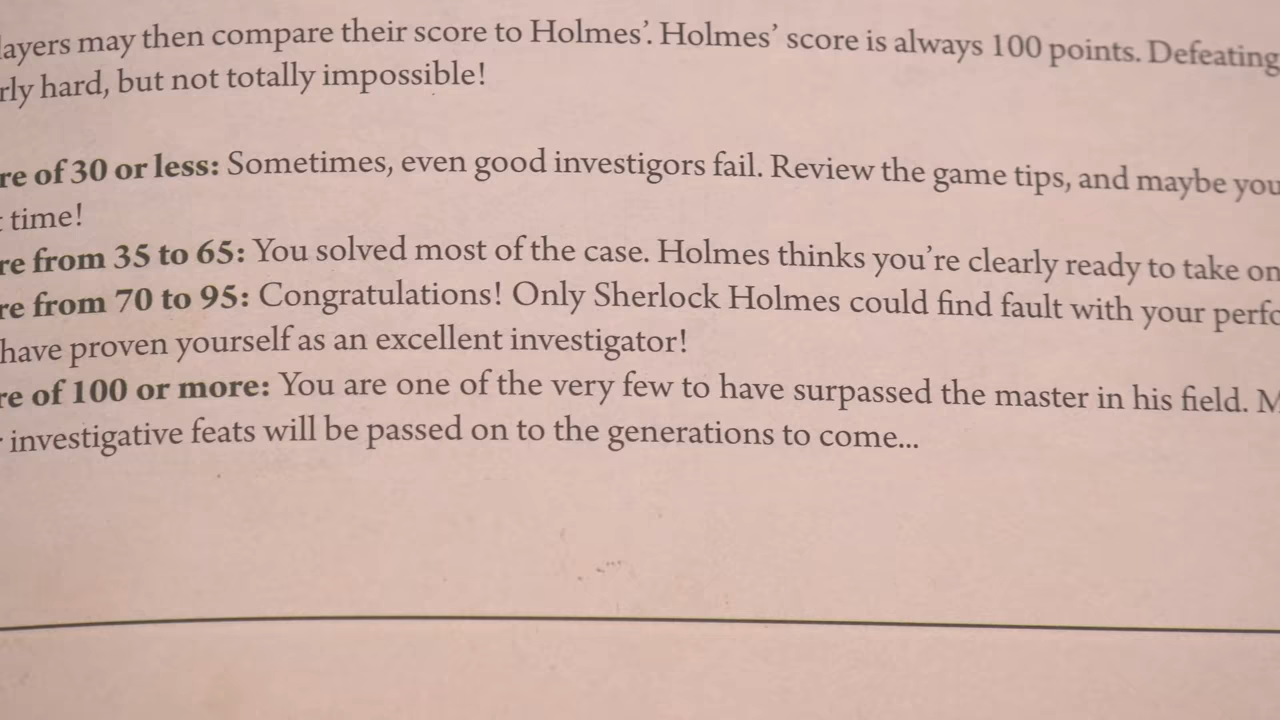 layers may then compare their score to Holmes’. Holmes’ score is always 100 points. Defeating
rly hard, but not totally impossible!
re of 30 or less: Sometimes, even good investigors fail. Review the game tips, and maybe you
time!
re from 35 to 65: You solved most of the case. Holmes thinks you’re clearly ready to take on
re from 70 to 95: Congratulations! Only Sherlock Holmes could find fault with your perfo
have proven yourself as an excellent investigator!
re of 100 or more: You are one of the very few to have surpassed the master in his field. M
investigative feats will be passed on to the generations to come...